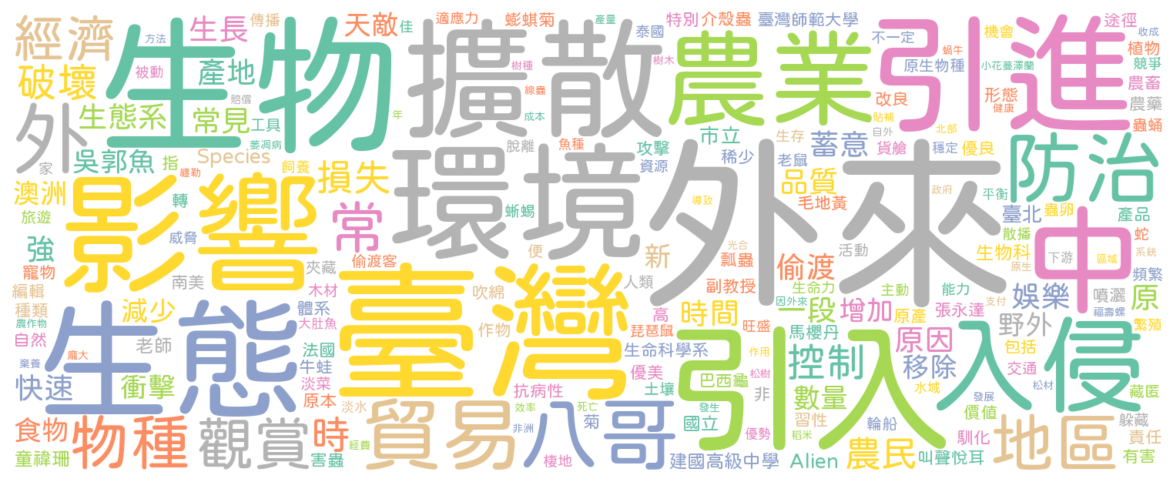 經濟 生物 生長 傳播 天敵 佳 適應力 蟛蜞菊 產量 泰國 特別 介殼蟲 臺灣師範大學 不一定 蝸牛 機會 途徑 收成
破壞 被動 方法 產地 擴散 樹種 樹木 農業 引進 原生物種 小花蔓澤蘭 植物 競爭
外 生態系 常見 賠償 工具 線蟲 成本 市立 改良 貼補 形態 健康 農藥 農畜
吳郭魚 指 萎凋病 年 Species 脫離 魚種 攻擊 稀少 蓄意 生存 自外 北部 貨艙 穩定 優良 防治 蟲蛹
家 纏勒 飼養 損失 環境 資源 老鼠 品質 外來 政府 平衡 蟲卵 產品
澳洲 旅遊 影響 轉 威脅 常 蜥蜴 毛地黃 導致 臺北 散播 中 蛇
強 寵物 南美 夾藏 偷渡客 便 新 瓢蟲 光合 活動 生物科 原生 下游 區域 系統
編輯 種類 減少 木材 臺灣 吹綿 人類 副教授 偷渡 生命力 主動 能力 娛樂 噴灑 頻繁
農作物 生態 體系 大肚魚 作物 高 時間 旺盛 因外來 一段 增加 原產 支付 張永達 福壽螺 原 繁殖
自然 老師 法國 琵琶鼠 生命科學系 作用 馬櫻丹 原因 野外 包括 入侵
棄養 龐大 牛蛙 優美 引入 松樹 控制 移除 松材 交通
快速 衝擊 淡菜 原本 抗病性 土壤 巴西龜 非 數量 水域 發展 價值 藏匿
食物 物種 觀賞 時 淡水 貿易 效率 死亡 八哥 菊 發生 國立 習性 輪船 地區 躲藏
童禕珊 害蟲 經費 非洲 棲地 優勢 稻米 建國高級中學 Alien 農民 馴化 叫聲悅耳 責任 有害